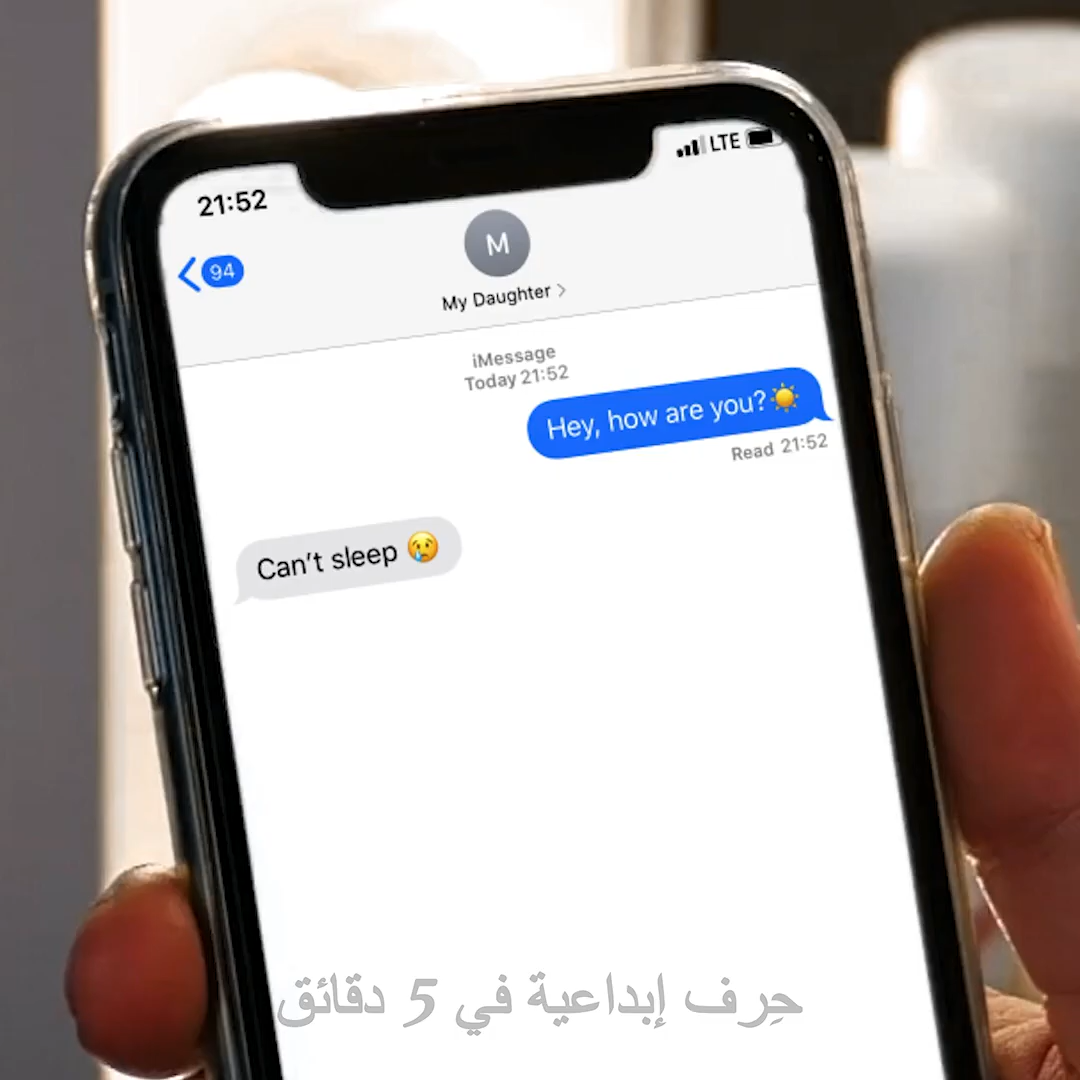 21:52
LTE
94
M
My Daughter
iMessage
Today 21:52
Hey, how are you?☀️
Read 21:52
Can't sleep 😢
حِرف إبداعية في 5 دقائق